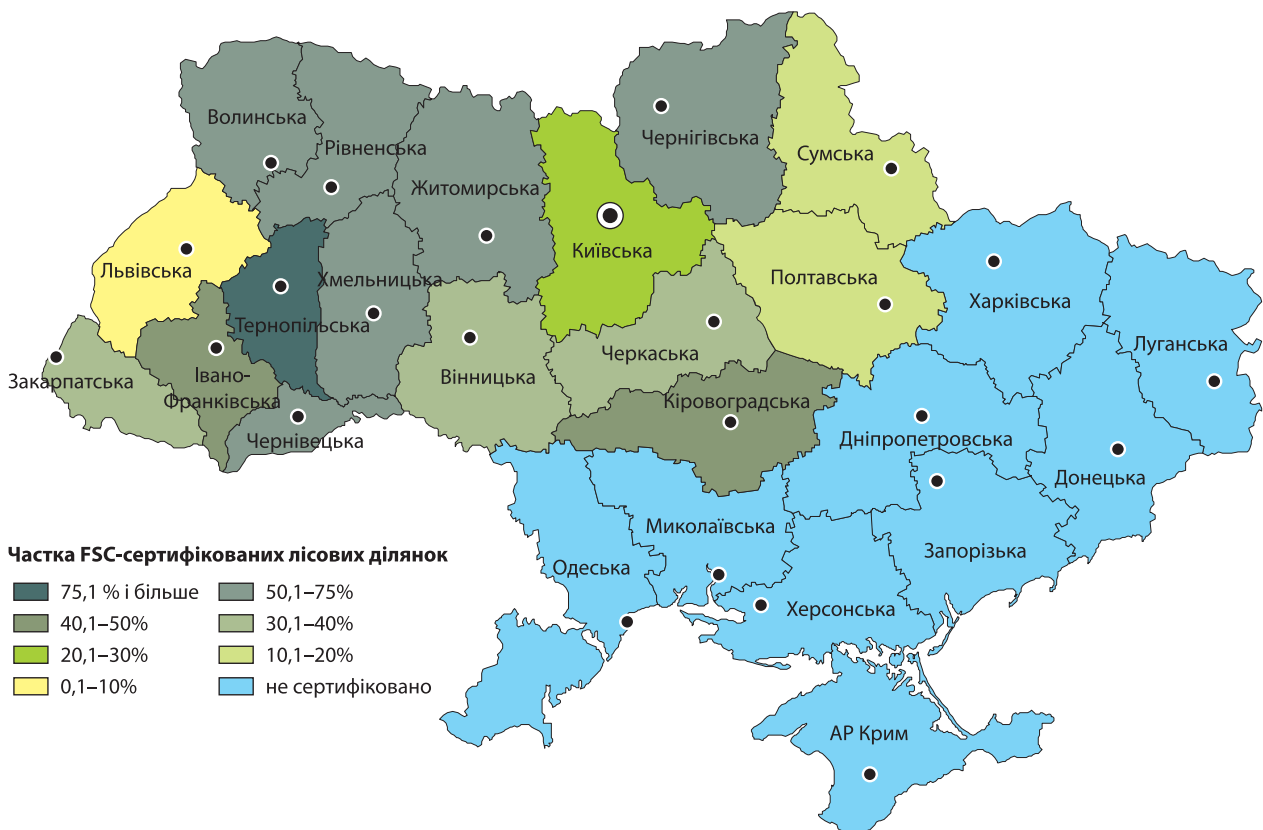 Волинська
Рівненська
Житомирська
Чернігівська
Сумська
Київська
Львівська
Хмельницька
Тернопільська
Полтавська
Харківська
Луганська
Закарпатська
Івано-
Франківська
Вінницька
Черкаська
Кіровоградська
Чернівецька
Дніпропетровська
Донецька
Миколаївська
Запорізька
Одеська
Херсонська
АР Крим
Частка FSC-сертифікованих лісових ділянок
75,1 % і більше
50,1–75%
40,1–50%
30,1–40%
20,1–30%
10,1–20%
0,1–10%
не сертифіковано